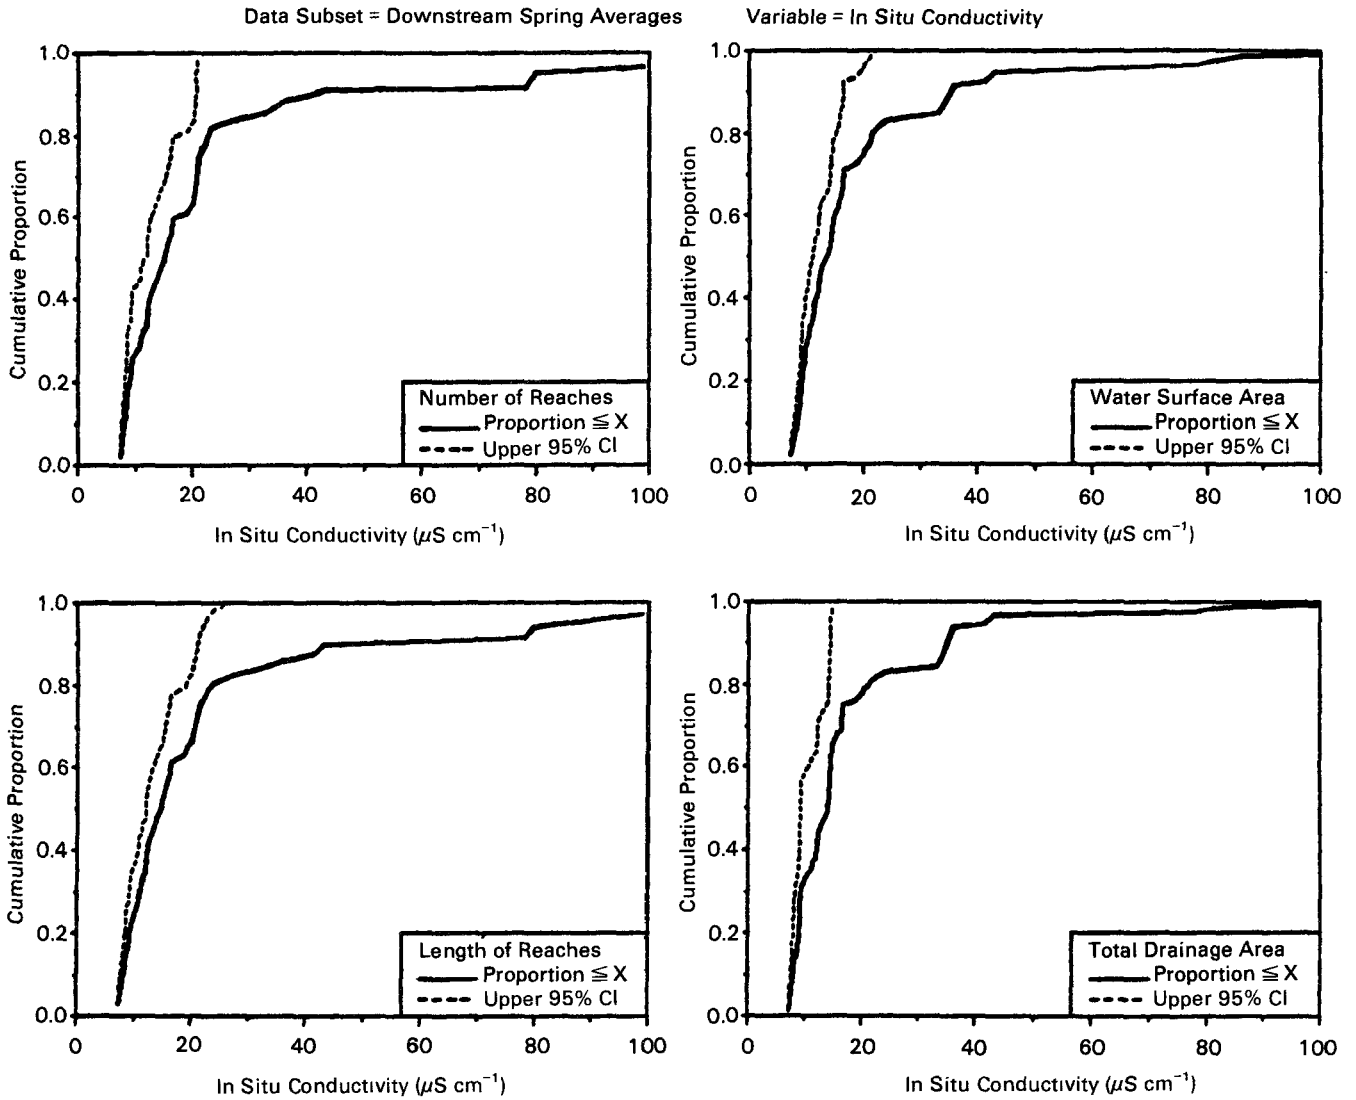 Data Subset = Downstream Spring Averages Variable = In Situ Conductivity
Cumulative Proportion
1.0
0.8
0.6
0.4
0.2
0.0
Number of Reaches
Proportion ≦ X
Upper 95% CI
0 20 40 60 80 100
In Situ Conductivity (μS cm⁻¹)
Cumulative Proportion
1.0
0.8
0.6
0.4
0.2
0.0
Water Surface Area
Proportion ≦ X
Upper 95% CI
0 20 40 60 80 100
In Situ Conductivity (μS cm⁻¹)
Cumulative Proportion
1.0
0.8
0.6
0.4
0.2
0.0
Length of Reaches
Proportion ≦ X
Upper 95% CI
0 20 40 60 80 100
In Situ Conductivity (μS cm⁻¹)
Cumulative Proportion
1.0
0.8
0.6
0.4
0.2
0.0
Total Drainage Area
Proportion ≦ X
Upper 95% CI
0 20 40 60 80 100
In Situ Conductivity (μS cm⁻¹)